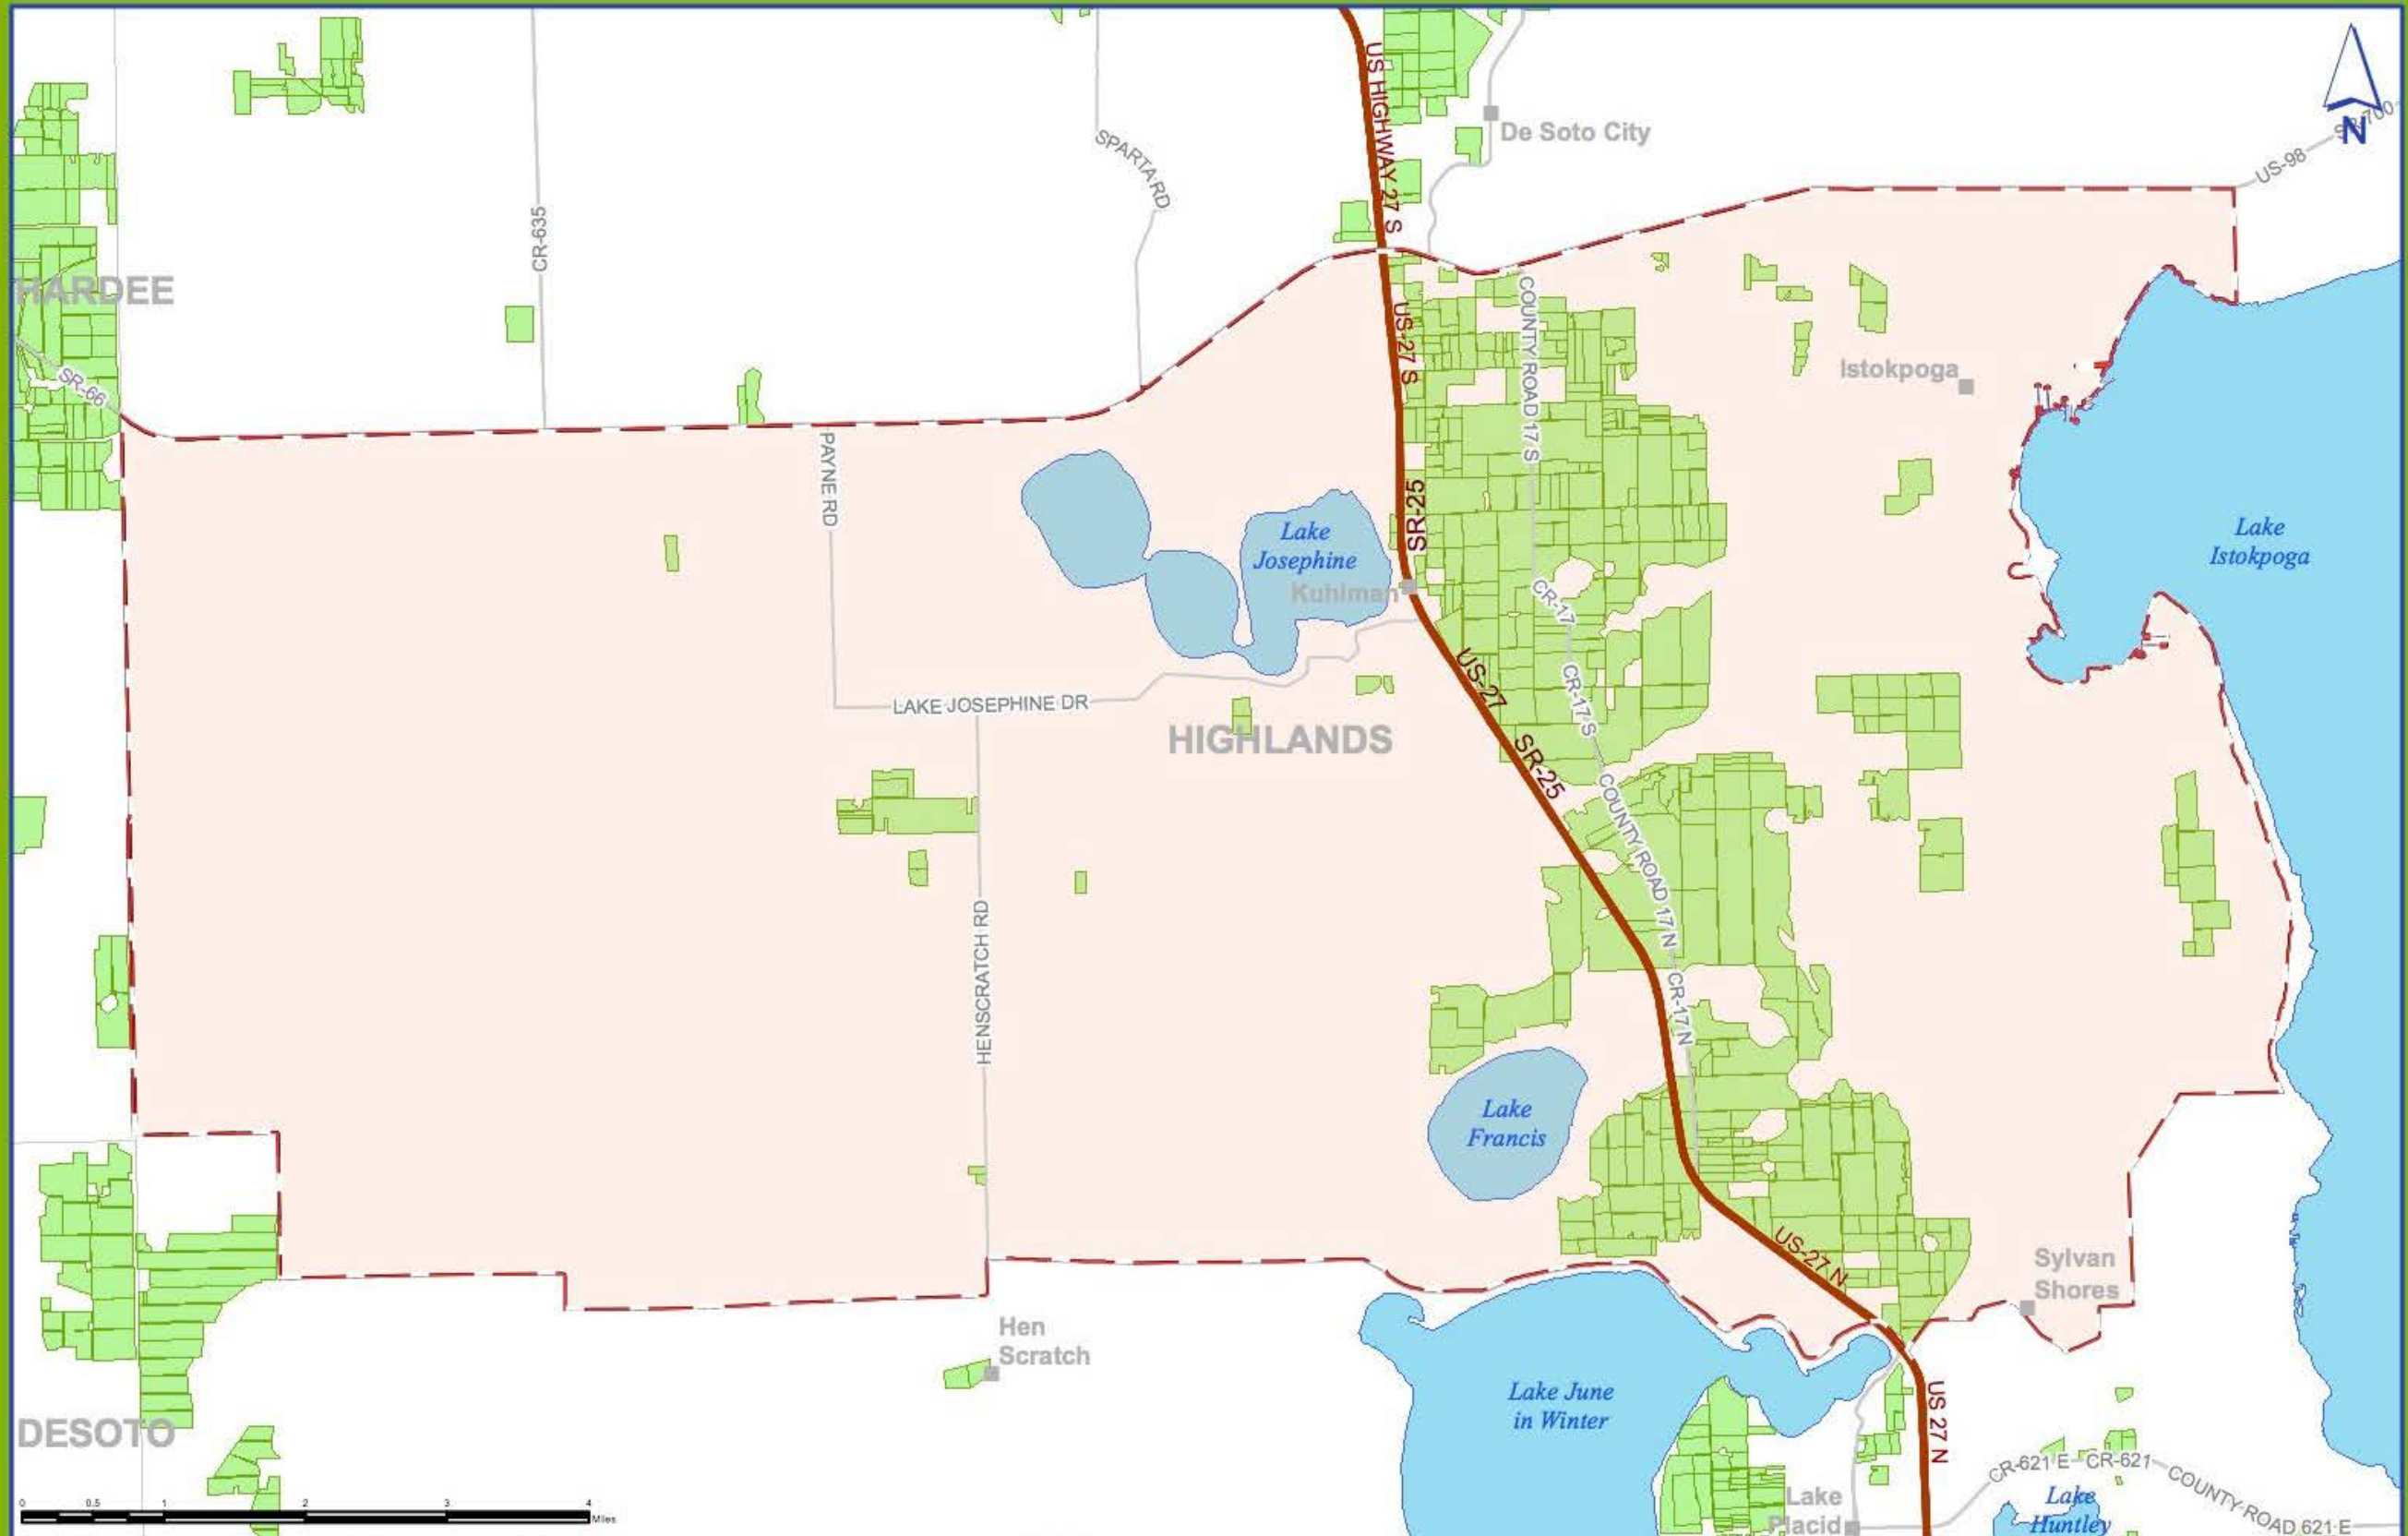 US HIGHWAY 27 S
De Soto City
SPARTA RD
N
US-98
CR-635
HARDEE
SR-66
US-27 S
COUNTY ROAD 17 S
Istokpoga
PAYNE RD
SR-25
Lake
Josephine
Kuhlman
Lake
Istokpoga
CR-17
US-27
CR-17 S
LAKE JOSEPHINE DR
HIGHLANDS
SR-25
COUNTY ROAD 17 N
HENSCRATCH RD
CR-17 N
Lake
Francis
US-27 N
Sylvan
Shores
Hen
Scratch
Lake June
in Winter
US 27 N
DESOTO
CR-621 E
CR-621
COUNTY ROAD 621 E
Lake
Placid
Lake
Huntley
0 0.5 1 2 3 4
Miles